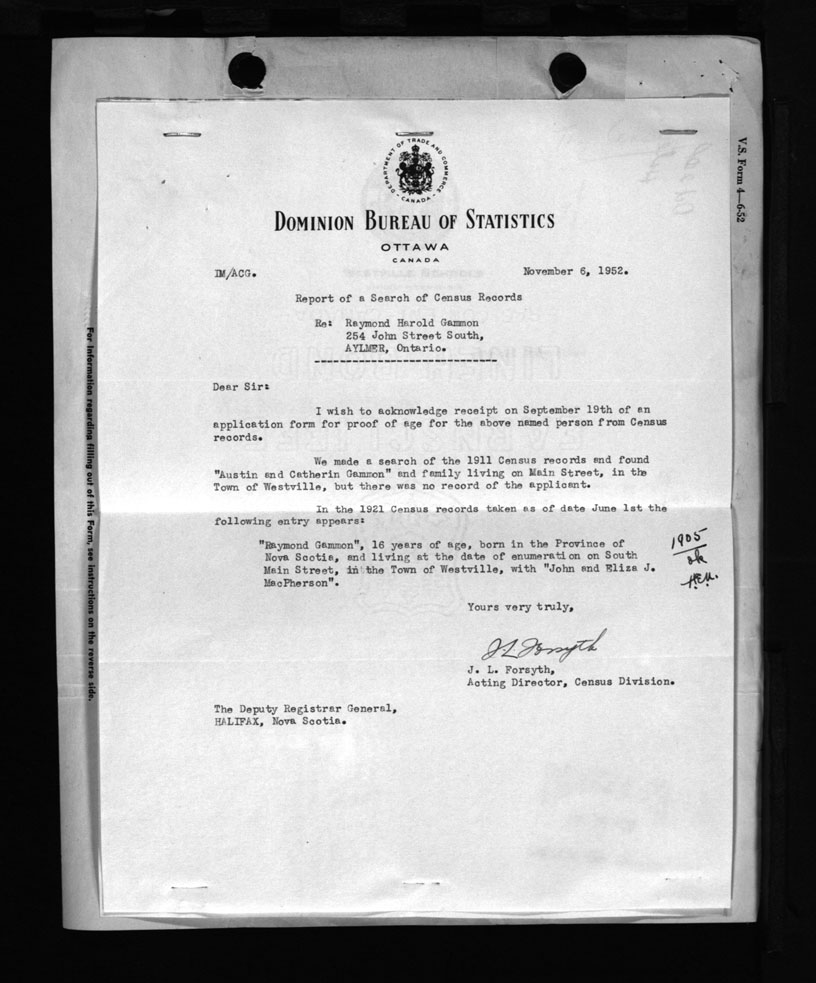 DEPARTMENT OF TRADE AND COMMERCE
- CANADA -
DOMINION BUREAU OF STATISTICS
OTTAWA
CANADA
IM/ACG. November 6, 1952.
Report of a Search of Census Records
Re: Raymond Harold Gammon
254 John Street South,
AYLMER, Ontario.
Dear Sir:
I wish to acknowledge receipt on September 19th of an
application form for proof of age for the above named person from Census
records.
We made a search of the 1911 Census records and found
"Austin and Catherin Gammon" and family living on Main Street, in the
Town of Westville, but there was no record of the applicant.
In the 1921 Census records taken as of date June 1st the
following entry appears:
"Raymond Gammon", 16 years of age, born in the Province of
Nova Scotia, and living at the date of enumeration on South
Main Street, in the Town of Westville, with "John and Eliza J.
MacPherson".
1905
ok
Yours very truly,
J L Forsyth
J. L. Forsyth,
Acting Director, Census Division.
The Deputy Registrar General,
HALIFAX, Nova Scotia.
V.S. Form 4—6-52
For information regarding filling out of this Form, see instructions on the reverse side.